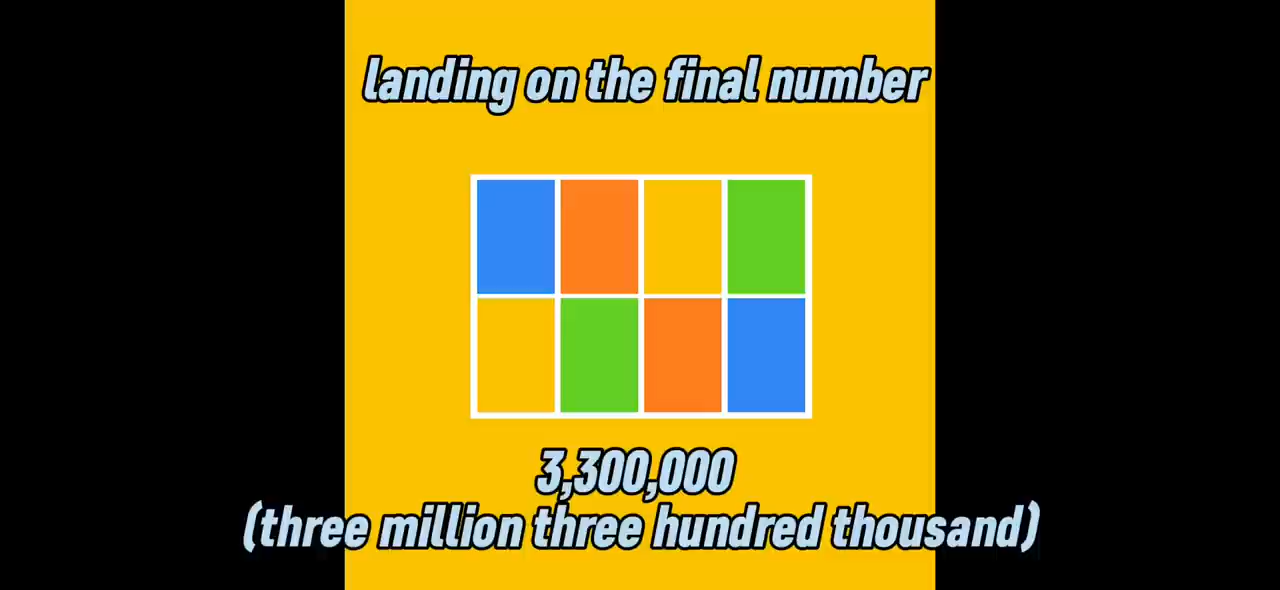 landing on the final number
3,300,000
(three million three hundred thousand)